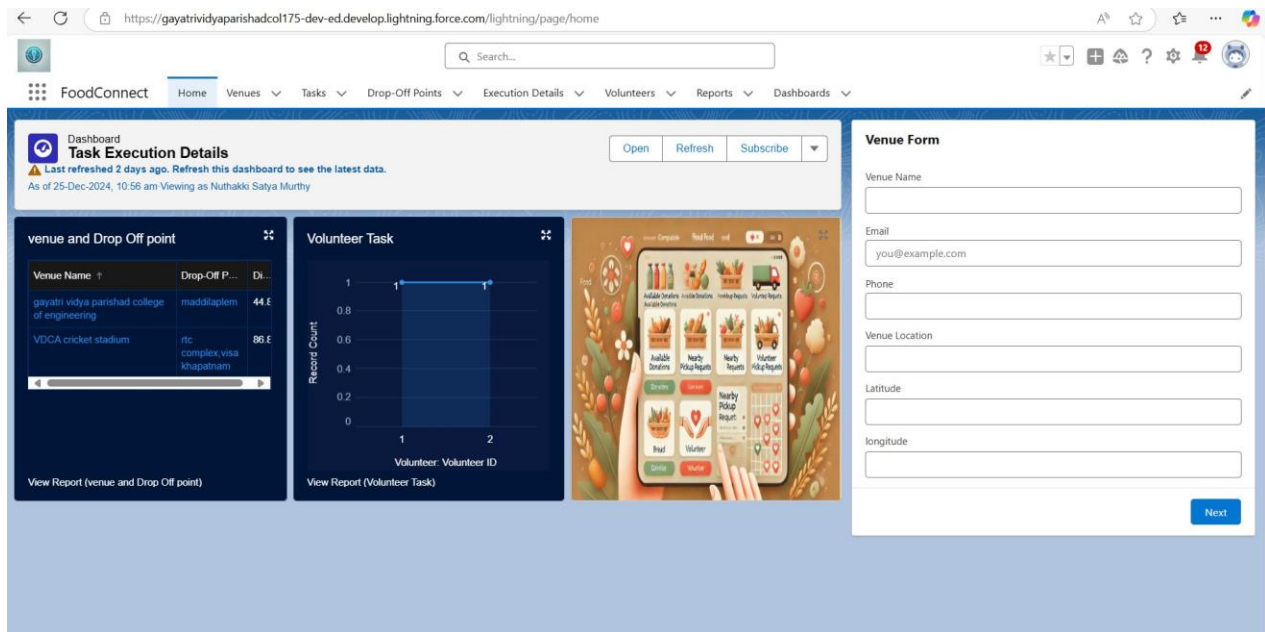 https://gayatrividyaparishadcol175-dev-ed.develop.lightning.force.com/lightning/page/home
Search...
12
FoodConnect Home Venues Tasks Drop-Off Points Execution Details Volunteers Reports Dashboards
Dashboard
Task Execution Details
Last refreshed 2 days ago. Refresh this dashboard to see the latest data.
As of 25-Dec-2024, 10:56 am Viewing as Nuthakki Satya Murthy
Open Refresh Subscribe
venue and Drop Off point
Venue Name ↑ Drop-Off P... Di...
gayatri vidya parishad college maddilaplem 44.8
of engineering
VDCA cricket stadium rtc 86.8
complex,visa
khapatnam
View Report (venue and Drop Off point)
Volunteer Task
1
0.8
0.6
0.4
0.2
0
Record Count
1 1
1 2
Volunteer: Volunteer ID
View Report (Volunteer Task)
Available
Donations
Nearby
Pickup Requets
Nearby
Requets
Volunteer
Nearby
Pickup
Bread
Volunteer
Venue Form
Venue Name
Email
you@example.com
Phone
Venue Location
Latitude
longitude
Next